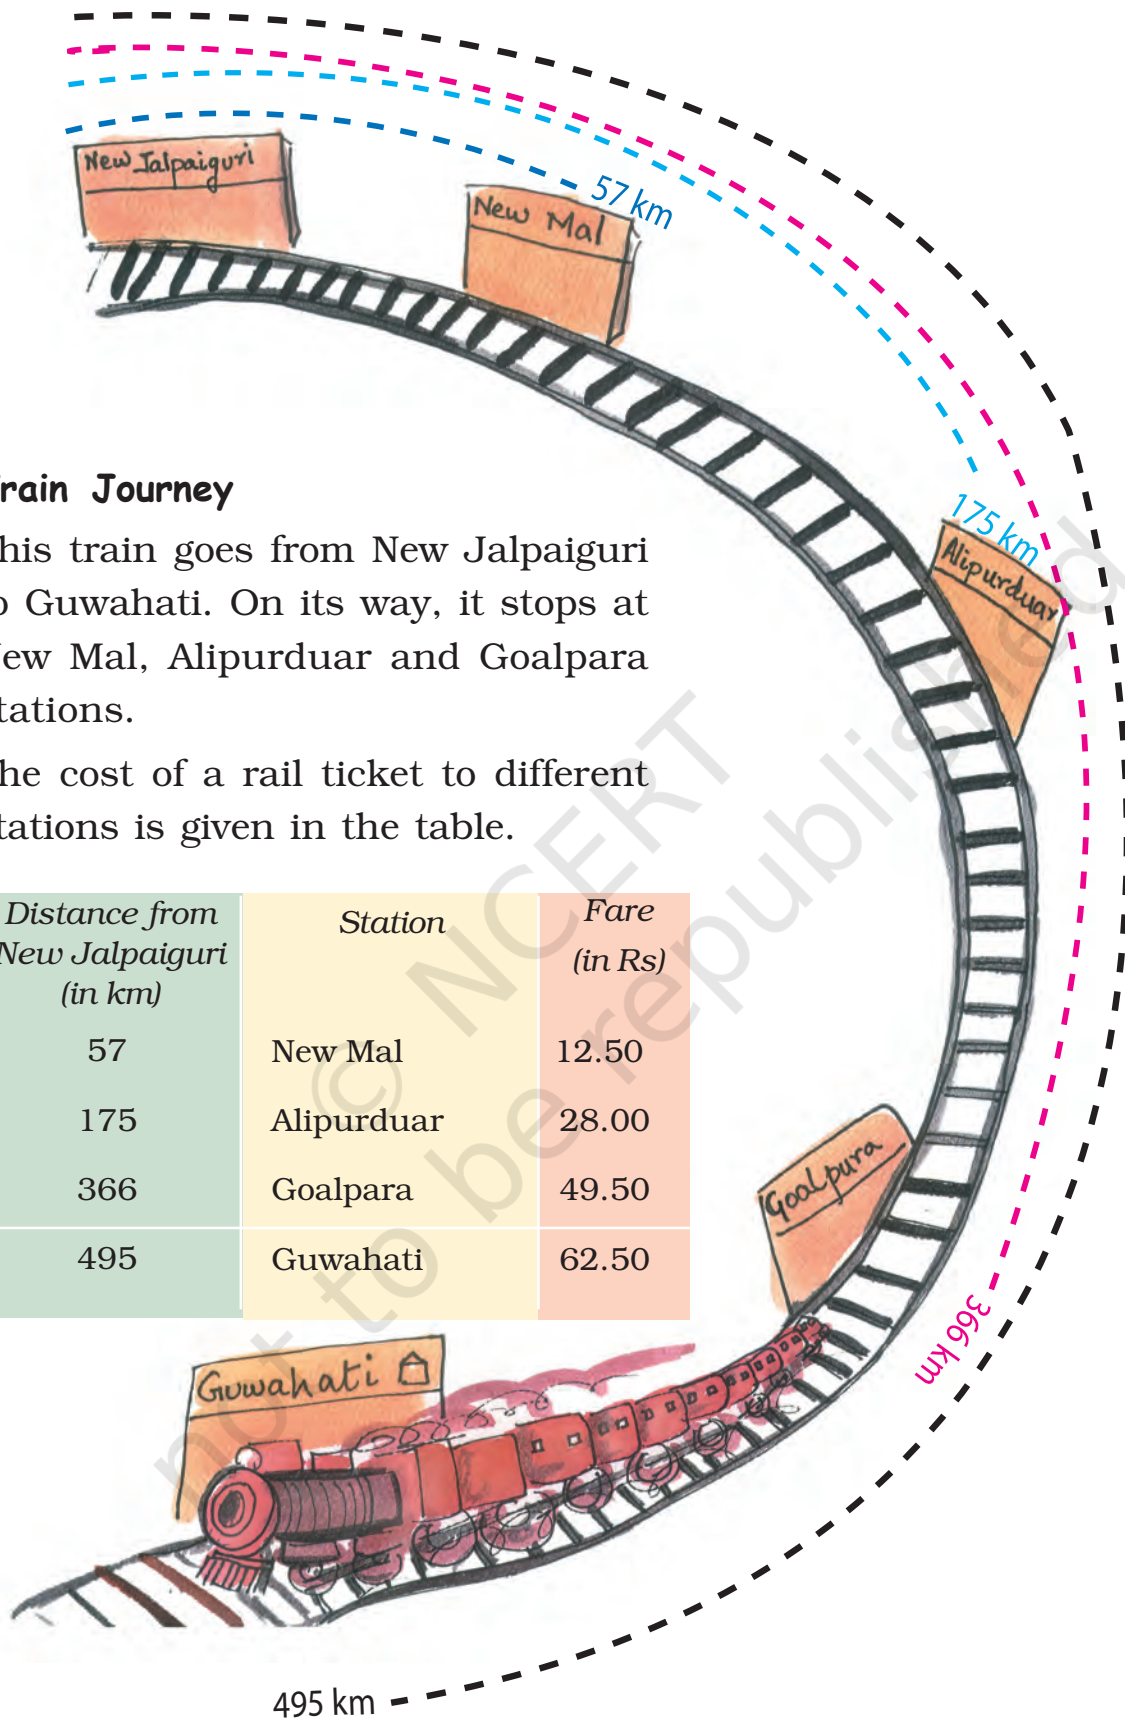 New Jalpaiguri
57 km
New Mal
175 km
Alipurduar
rain Journey
his train goes from New Jalpaiguri
o Guwahati. On its way, it stops at
ew Mal, Alipurduar and Goalpara
tations.
he cost of a rail ticket to different
tations is given in the table.
Distance from New Jalpaiguri (in km) Station Fare (in Rs)
57 New Mal 12.50
175 Alipurduar 28.00
366 Goalpara 49.50
495 Guwahati 62.50
Goalpura
366 km
Guwahati
495 km
© NCERT
not to be republished